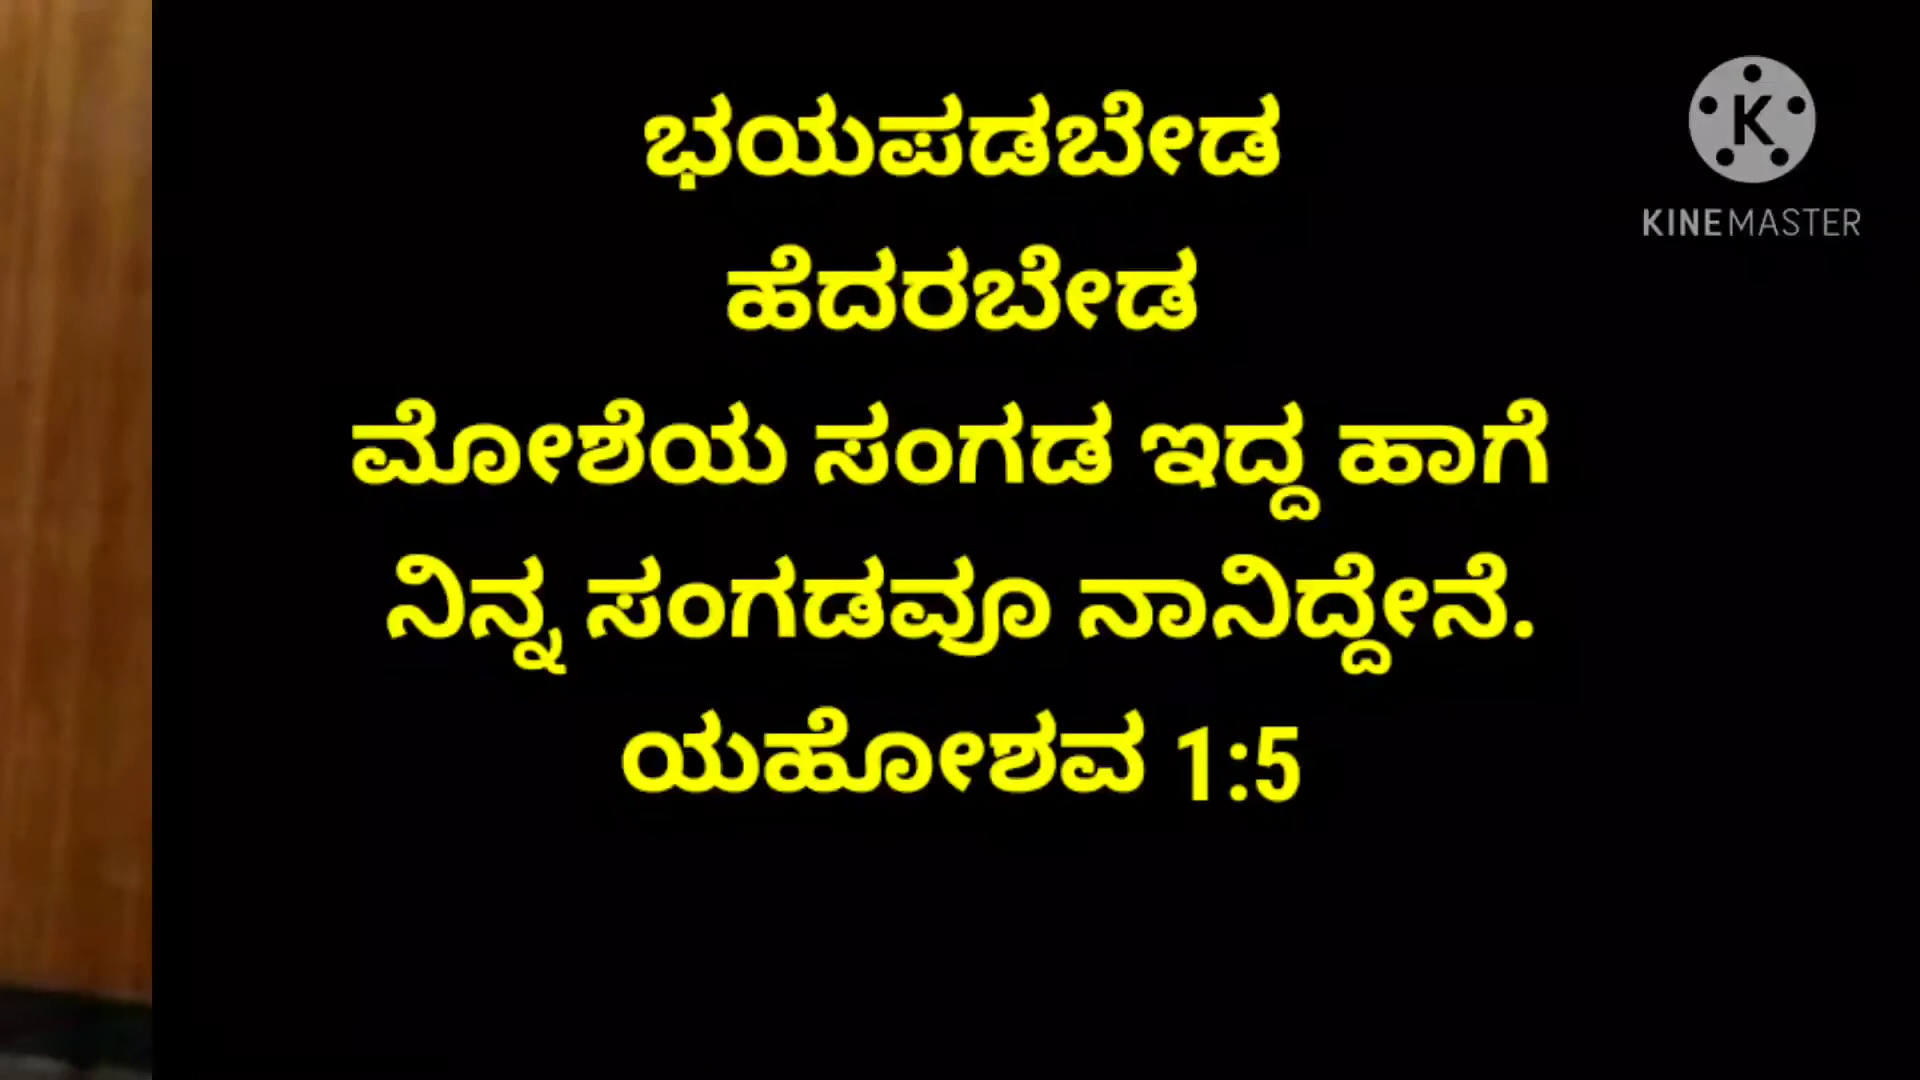 ಭಯಪಡಬೇಡ
ಹೆದರಬೇಡ
ಮೋಶೆಯ ಸಂಗಡ ಇದ್ದ ಹಾಗೆ
ನಿನ್ನ ಸಂಗಡವೂ ನಾನಿದ್ದೇನೆ.
ಯಹೋಶವ 1:5
K
KINEMASTER